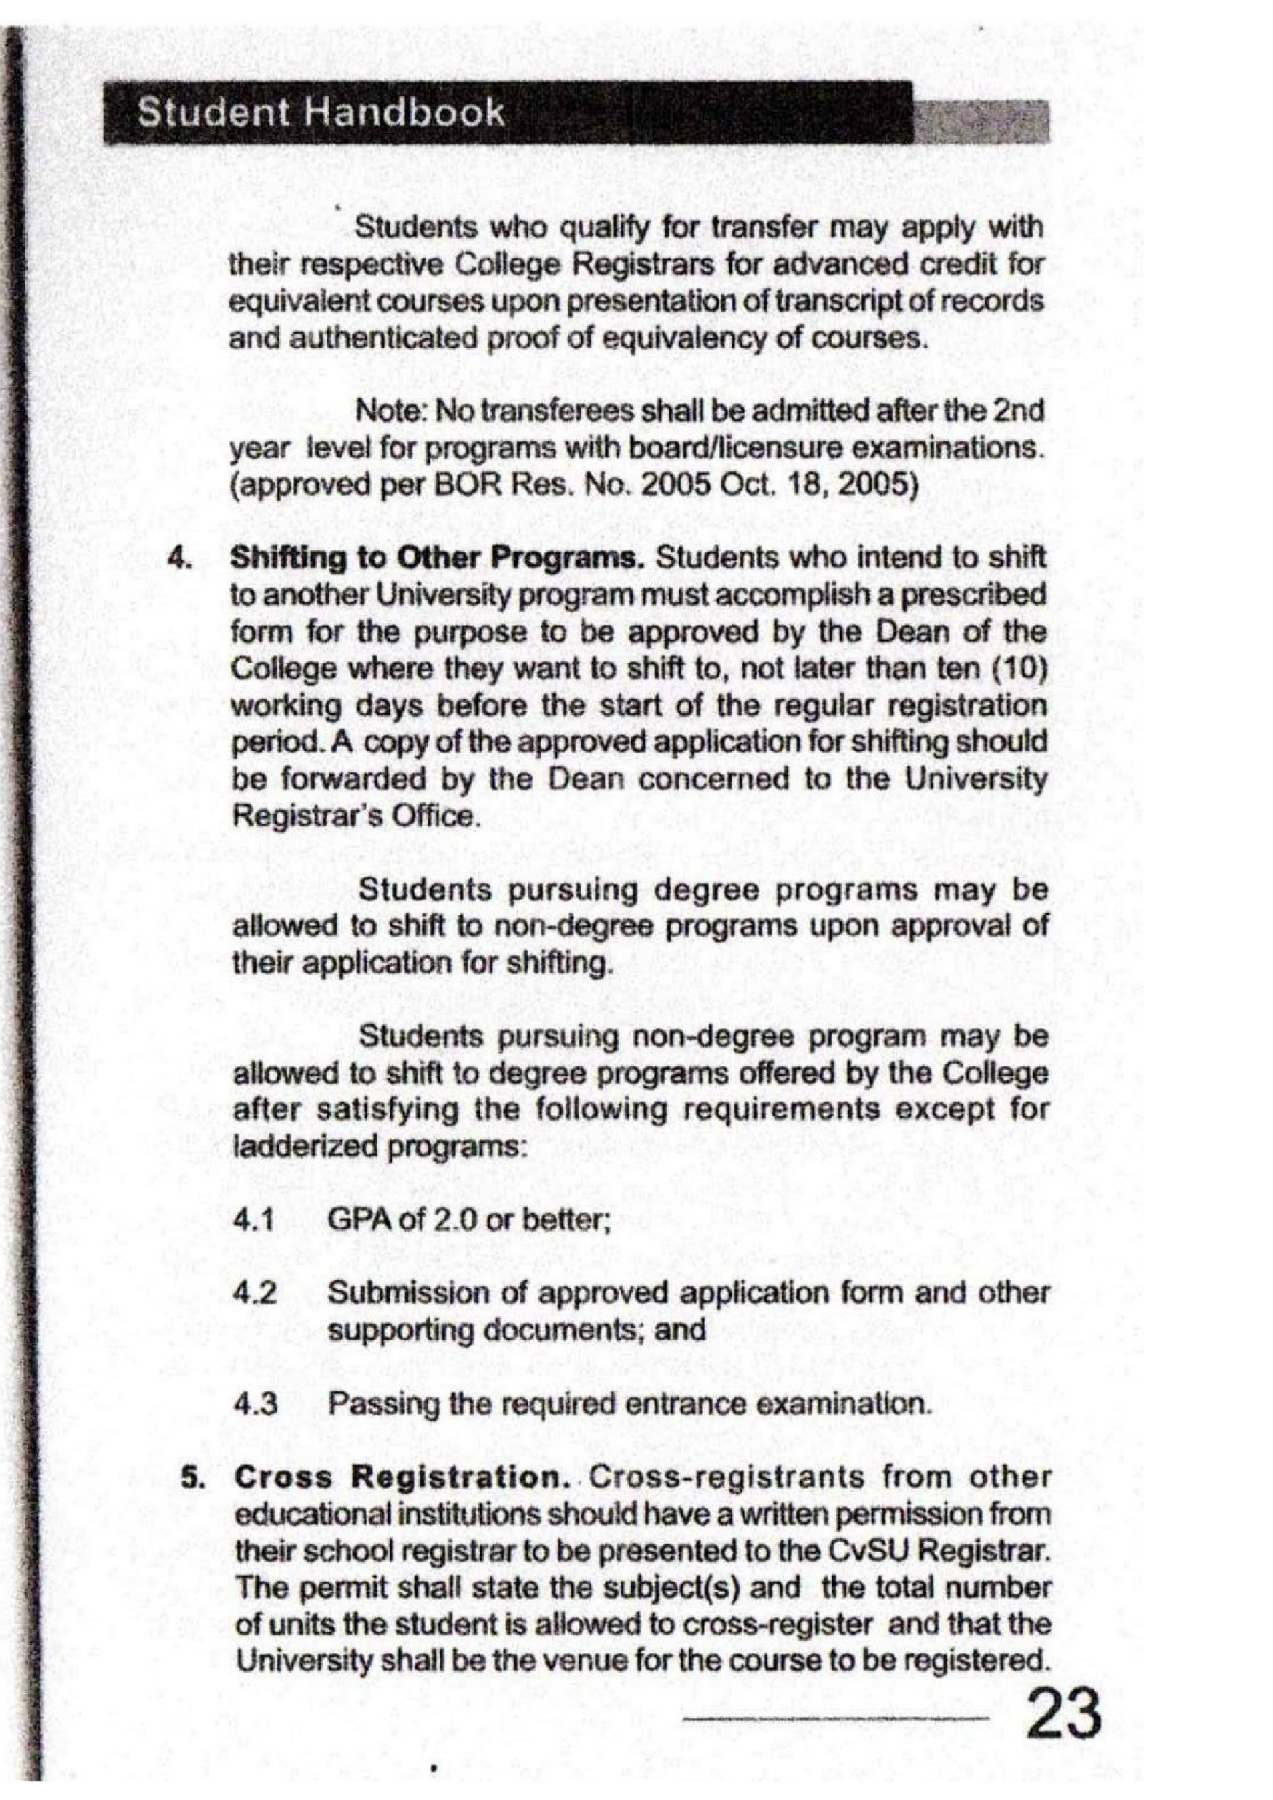 Student Handbook
Students who qualify for transfer may apply with
their respective College Registrars for advanced credit for
equivalent courses upon presentation of transcript of records
and authenticated proof of equivalency of courses.
Note: No transferees shall be admitted after the 2nd
year level for programs with board/licensure examinations.
(approved per BOR Res. No. 2005 Oct. 18, 2005)
4. Shifting to Other Programs. Students who intend to shift
to another University program must accomplish a prescribed
form for the purpose to be approved by the Dean of the
College where they want to shift to, not later than ten (10)
working days before the start of the regular registration
period. A copy of the approved application for shifting should
be forwarded by the Dean concerned to the University
Registrar's Office.
Students pursuing degree programs may be
allowed to shift to non-degree programs upon approval of
their application for shifting.
Students pursuing non-degree program may be
allowed to shift to degree programs offered by the College
after satisfying the following requirements except for
ladderized programs:
4.1 GPA of 2.0 or better;
4.2 Submission of approved application form and other
supporting documents; and
4.3 Passing the required entrance examination.
5. Cross Registration. Cross-registrants from other
educational institutions should have a written permission from
their school registrar to be presented to the CvSU Registrar.
The permit shall state the subject(s) and the total number
of units the student is allowed to cross-register and that the
University shall be the venue for the course to be registered.
23